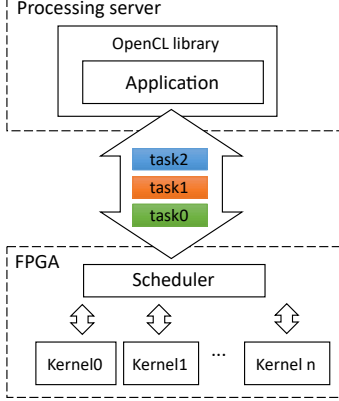 Processing server
OpenCL library
Application
task2
task1
task0
FPGA
Scheduler
Kernel0 Kernel1 ... Kernel n